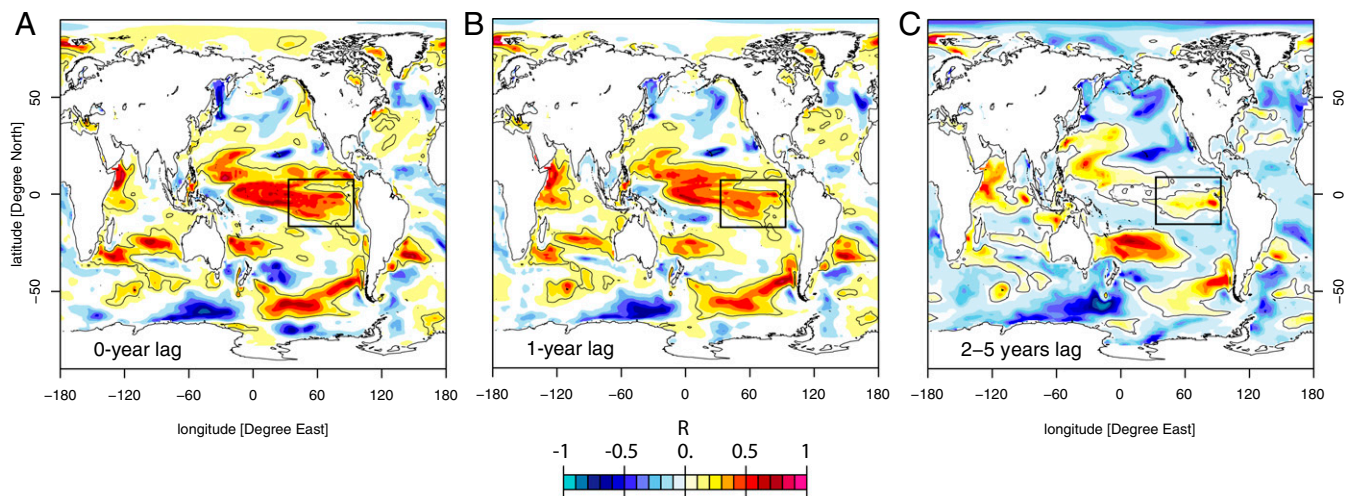 A
B
C
latitude [Degree North]
50
0
−50
50
0
−50
0-year lag
1-year lag
2−5 years lag
−180 −120 −60 0 60 120 180
−180 −120 −60 0 60 120 180
−180 −120 −60 0 60 120 180
longitude [Degree East]
longitude [Degree East]
R
-1 -0.5 0. 0.5 1